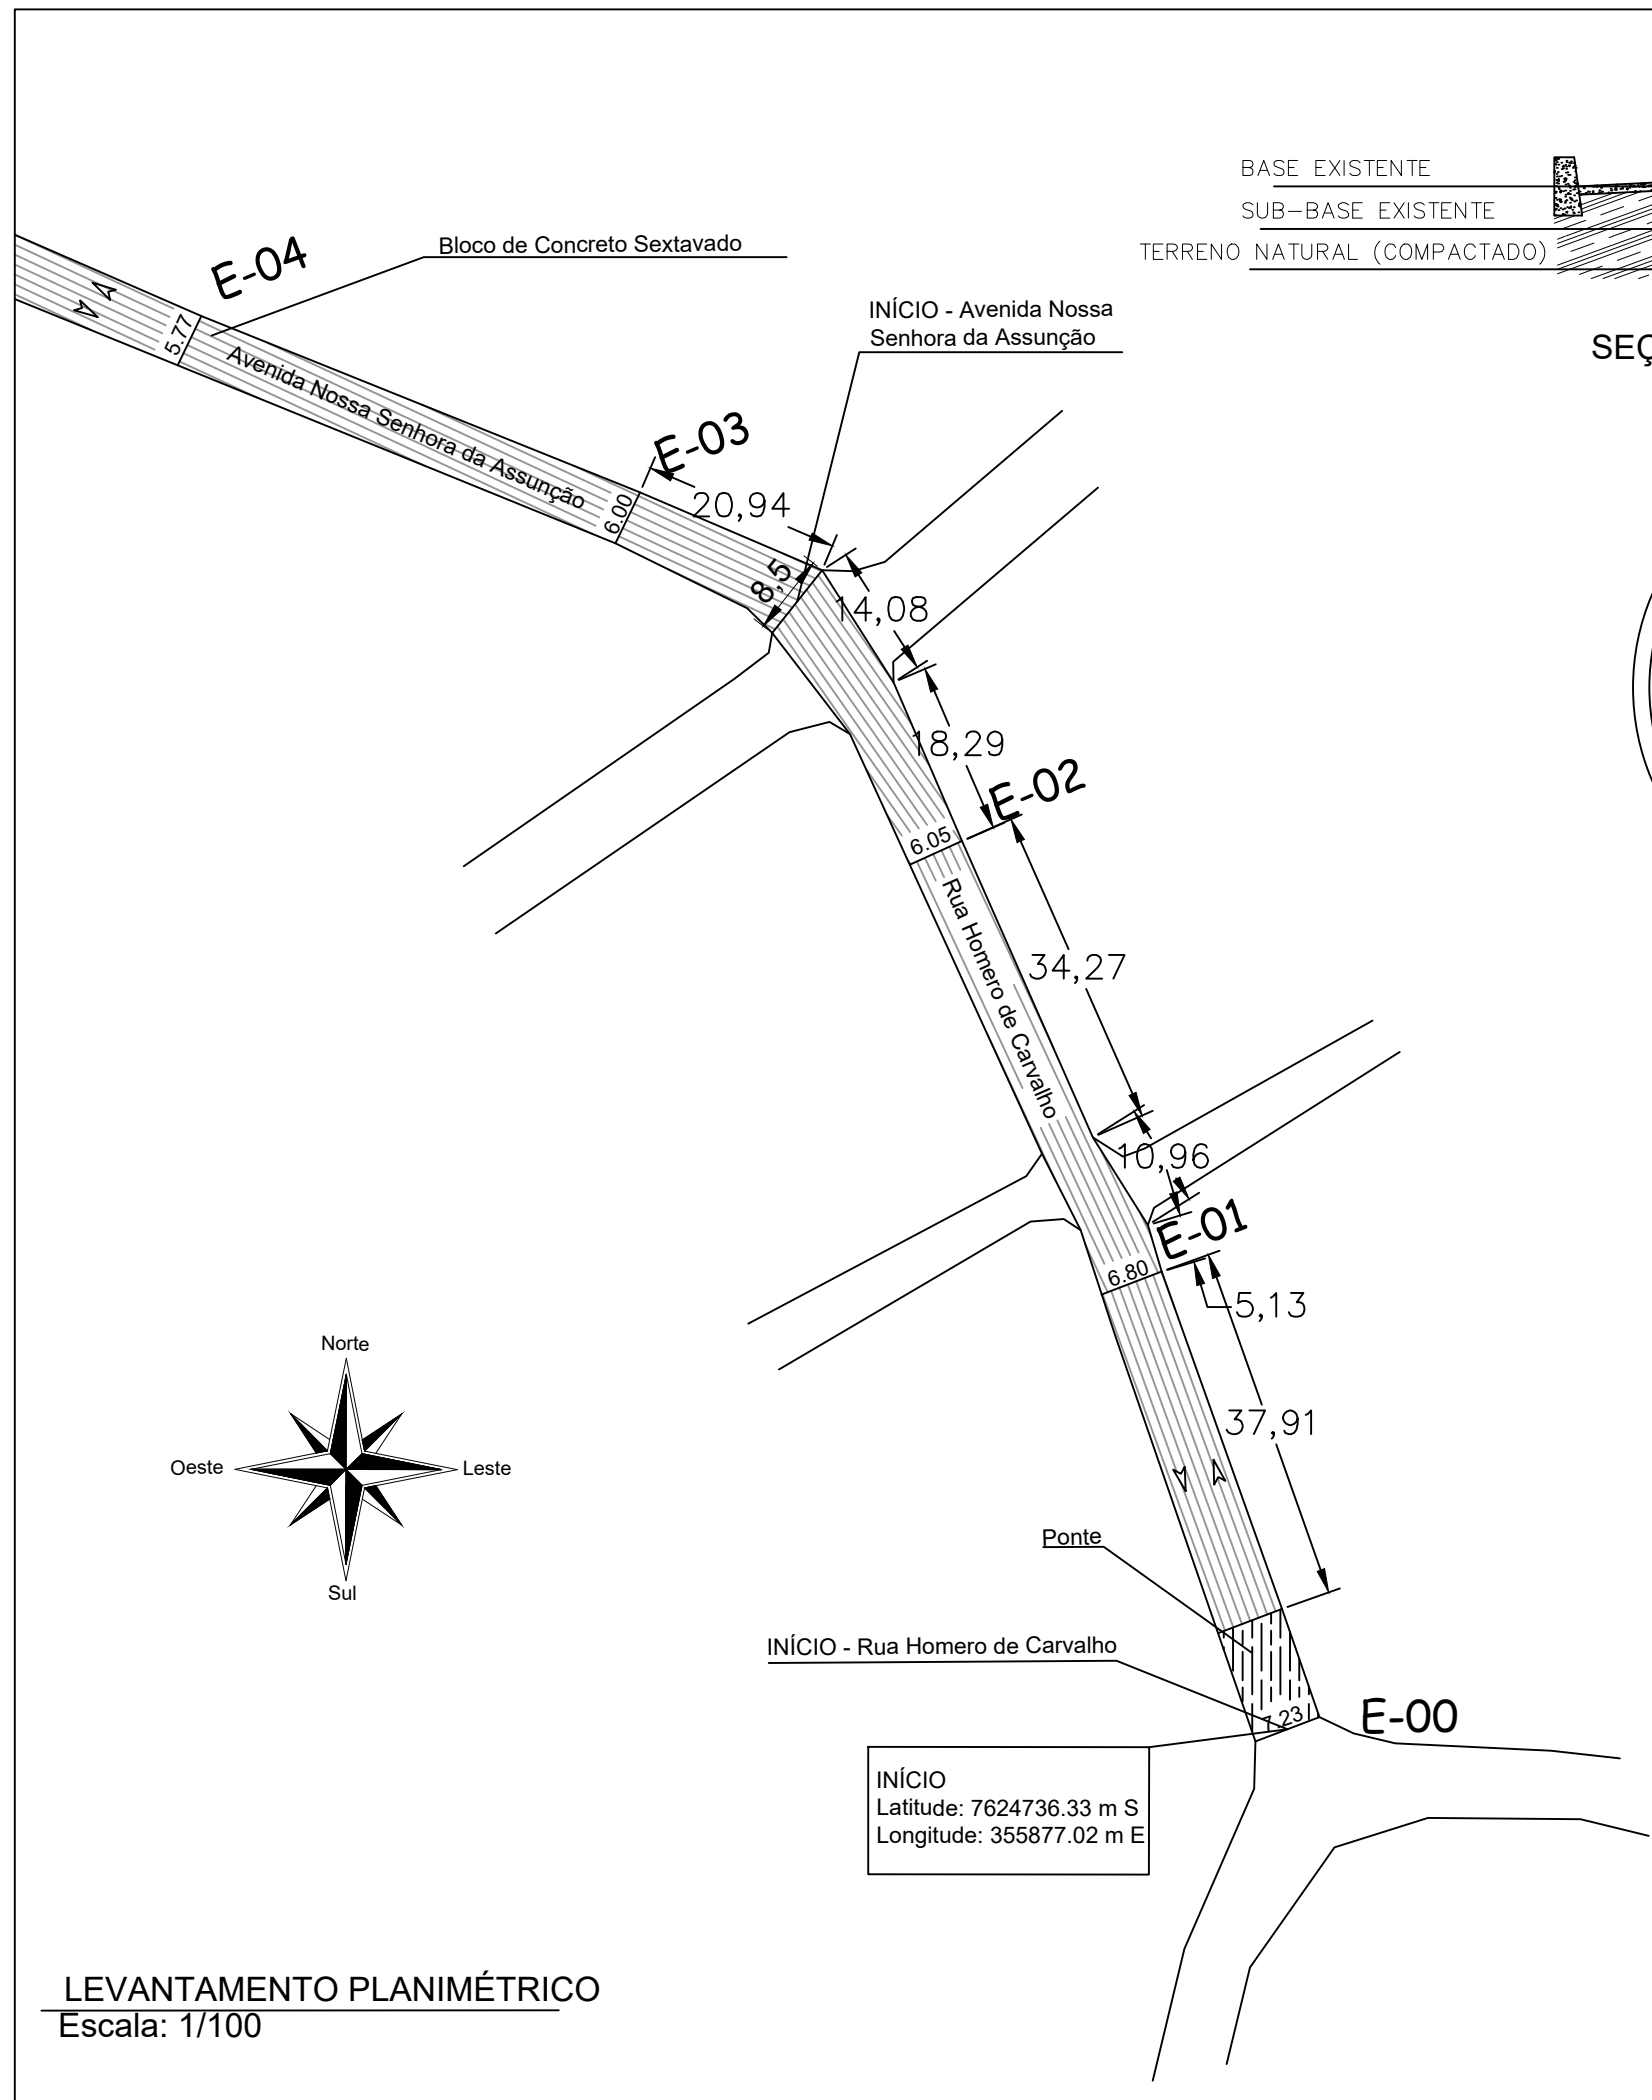 BASE EXISTENTE
SUB-BASE EXISTENTE
TERRENO NATURAL (COMPACTADO)
E-04
Bloco de Concreto Sextavado
INÍCIO - Avenida Nossa
Senhora da Assunção
5.77
Avenida Nossa Senhora da Assunção
E-03
20,94
6.00
8,5
14,08
18,29
E-02
6.05
Rua Homero de Carvalho
34,27
10,96
E-01
6.80
5,13
37,91
Norte
Oeste
Leste
Sul
Ponte
INÍCIO - Rua Homero de Carvalho
7.23
E-00
INÍCIO
Latitude: 7624736.33 m S
Longitude: 355877.02 m E
LEVANTAMENTO PLANIMÉTRICO
Escala: 1/100